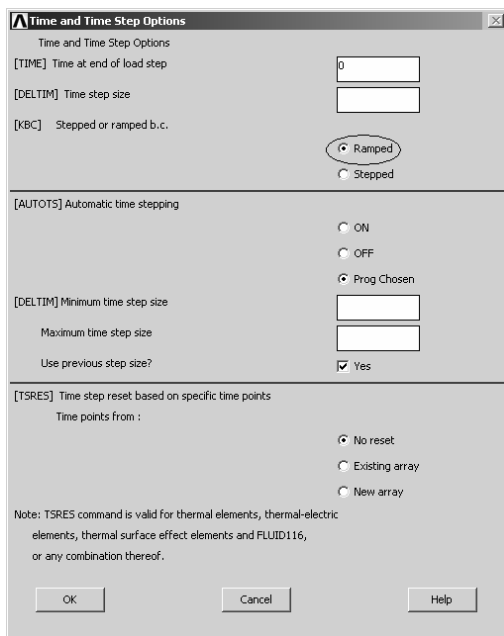 Time and Time Step Options
Time and Time Step Options
[TIME] Time at end of load step
0
[DELTIM] Time step size
[KBC] Stepped or ramped b.c.
Ramped
Stepped
[AUTOTS] Automatic time stepping
ON
OFF
Prog Chosen
[DELTIM] Minimum time step size
Maximum time step size
Use previous step size?
Yes
[TSRES] Time step reset based on specific time points
Time points from :
No reset
Existing array
New array
Note: TSRES command is valid for thermal elements, thermal-electric
elements, thermal surface effect elements and FLUID116,
or any combination thereof.
OK Cancel Help